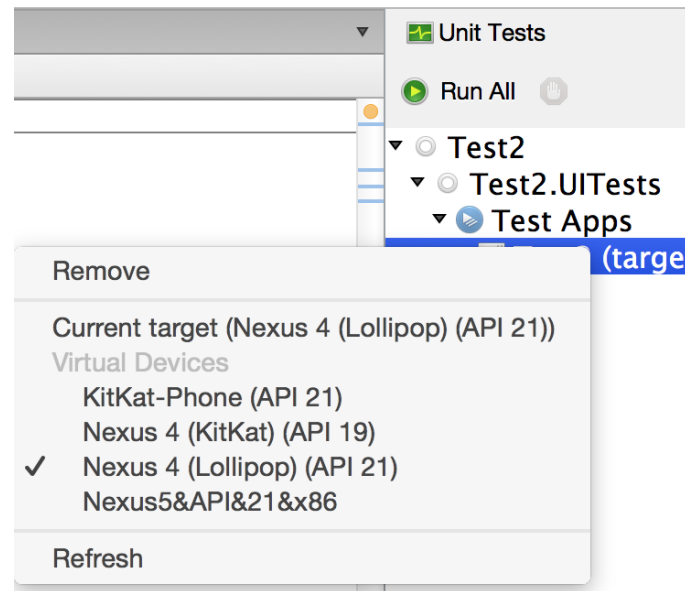 Unit Tests
Run All
Test2
Test2.UITests
Test Apps
(targe
Remove
Current target (Nexus 4 (Lollipop) (API 21))
Virtual Devices
KitKat-Phone (API 21)
Nexus 4 (KitKat) (API 19)
Nexus 4 (Lollipop) (API 21)
Nexus5&API&21&x86
Refresh